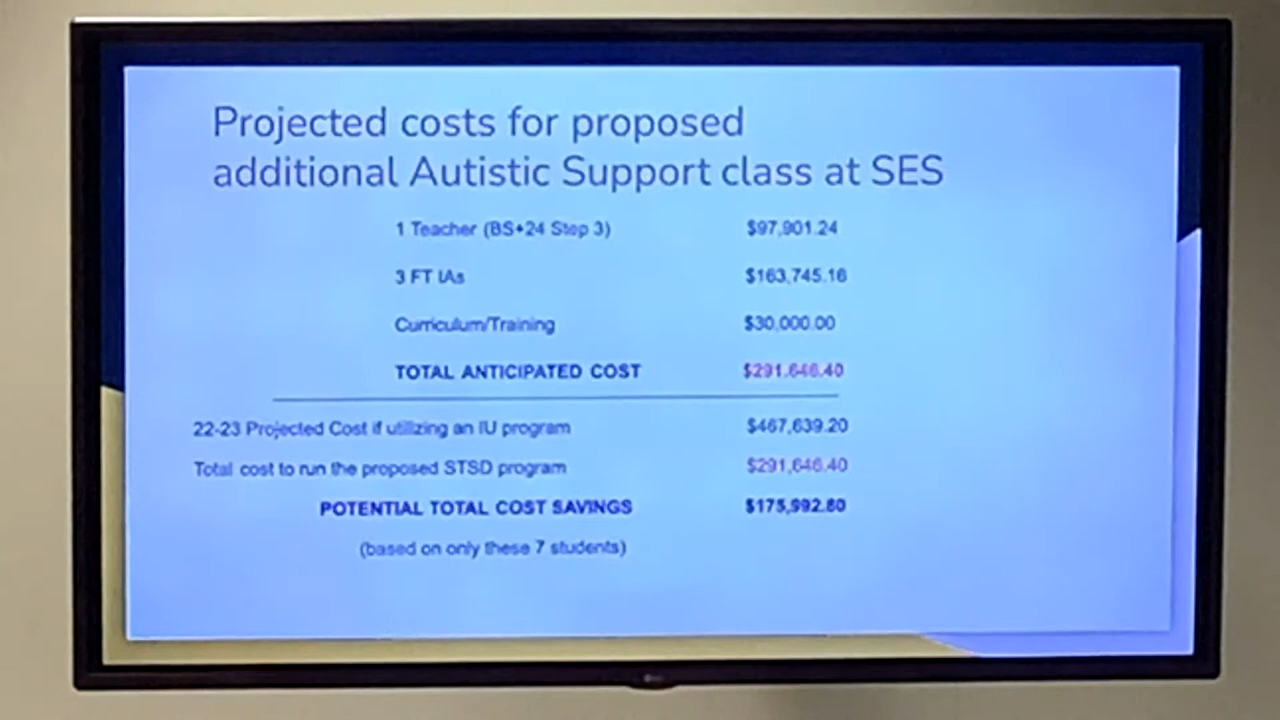 Projected costs for proposed
additional Autistic Support class at SES
1 Teacher (BS+24 Step 3) $97,901.24
3 FT IAs $163,745.16
Curriculum/Training $30,000.00
TOTAL ANTICIPATED COST $291,646.40
22-23 Projected Cost if utilizing an IU program $467,639.20
Total cost to run the proposed STSD program $291,646.40
POTENTIAL TOTAL COST SAVINGS $175,992.80
(based on only these 7 students)